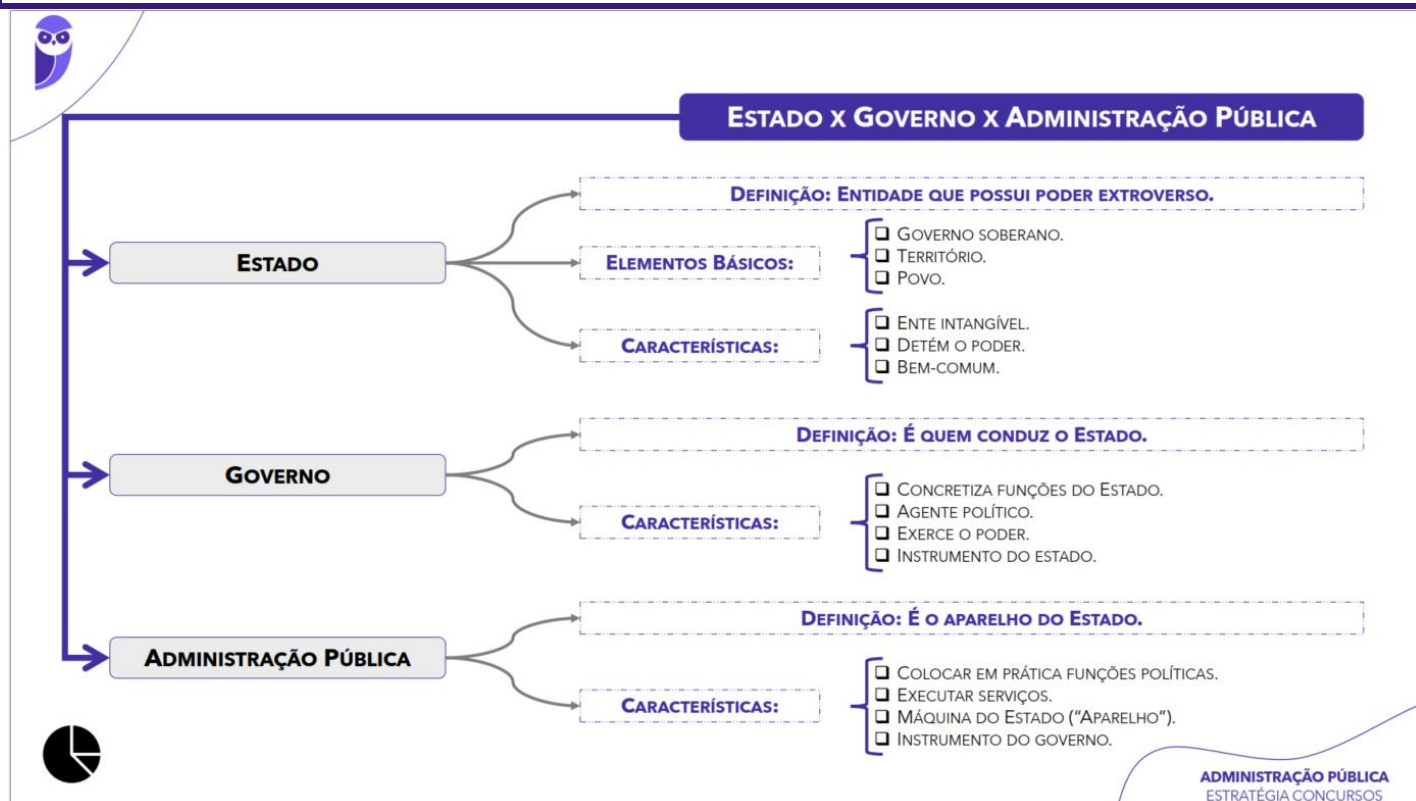 ESTADO X GOVERNO X ADMINISTRAÇÃO PÚBLICA
ESTADO
DEFINIÇÃO: ENTIDADE QUE POSSUI PODER EXTROVERSO.
ELEMENTOS BÁSICOS:
GOVERNO SOBERANO.
TERRITÓRIO.
POVO.
CARACTERÍSTICAS:
ENTE INTANGÍVEL.
DETÉM O PODER.
BEM-COMUM.
GOVERNO
DEFINIÇÃO: É QUEM CONDUZ O ESTADO.
CARACTERÍSTICAS:
CONCRETIZA FUNÇÕES DO ESTADO.
AGENTE POLÍTICO.
EXERCE O PODER.
INSTRUMENTO DO ESTADO.
ADMINISTRAÇÃO PÚBLICA
DEFINIÇÃO: É O APARELHO DO ESTADO.
CARACTERÍSTICAS:
COLOCAR EM PRÁTICA FUNÇÕES POLÍTICAS.
EXECUTAR SERVIÇOS.
MÁQUINA DO ESTADO (“APARELHO”).
INSTRUMENTO DO GOVERNO.
ADMINISTRAÇÃO PÚBLICA
ESTRATÉGIA CONCURSOS